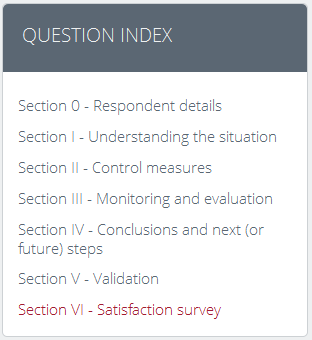 QUESTION INDEX
Section 0 - Respondent details
Section I - Understanding the situation
Section II - Control measures
Section III - Monitoring and evaluation
Section IV - Conclusions and next (or
future) steps
Section V - Validation
Section VI - Satisfaction survey